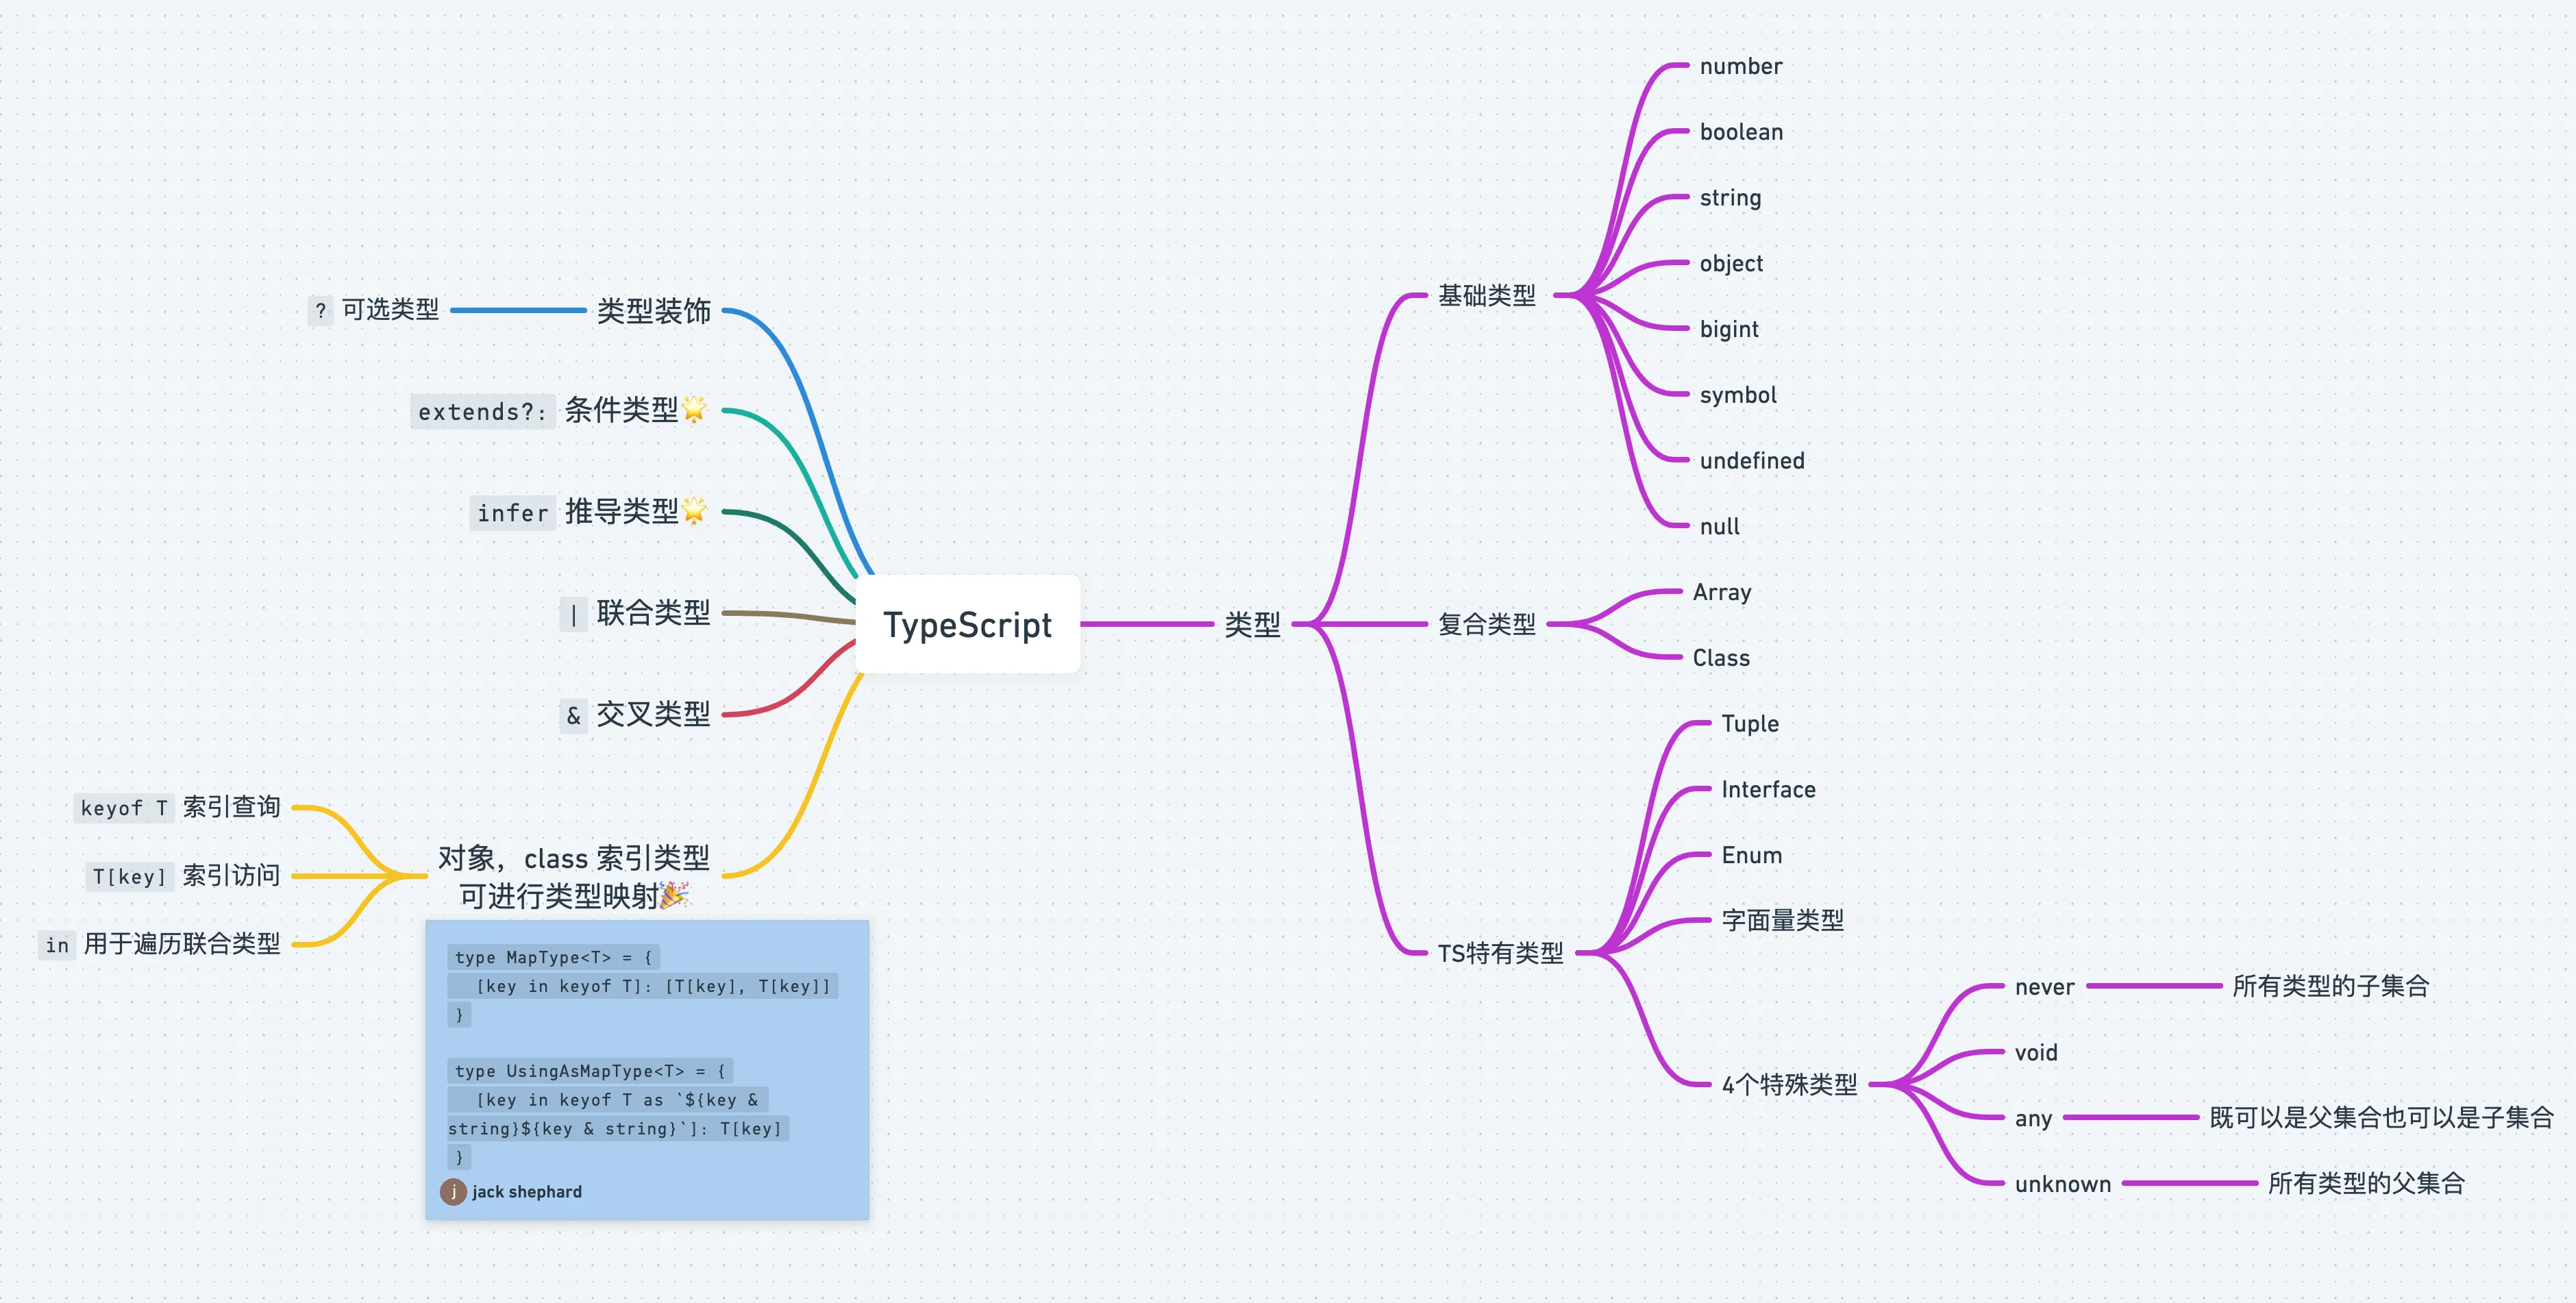 TypeScript
? 可选类型
类型装饰
extends?: 条件类型🌟
infer 推导类型🌟
| 联合类型
& 交叉类型
对象，class 索引类型
可进行类型映射🎉
keyof T 索引查询
T[key] 索引访问
in 用于遍历联合类型
type MapType<T> = {
  [key in keyof T]: [T[key], T[key]]
}
type UsingAsMapType<T> = {
  [key in keyof T as `${key &
string}${key & string}`]: T[key]
}
j jack shephard
类型
基础类型
number
boolean
string
object
bigint
symbol
undefined
null
复合类型
Array
Class
TS特有类型
Tuple
Interface
Enum
字面量类型
4个特殊类型
never
所有类型的子集合
void
any
既可以是父集合也可以是子集合
unknown
所有类型的父集合